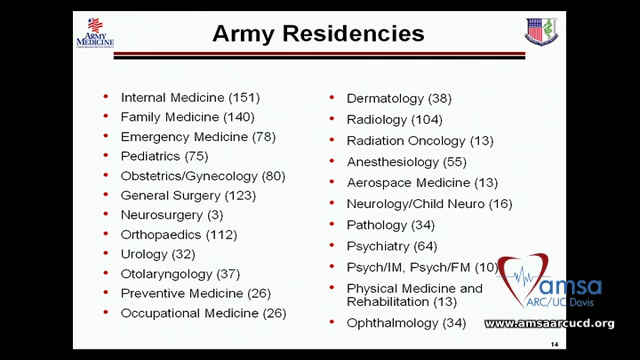 ARMY MEDICINE
Army Residencies
• Internal Medicine (151)
• Family Medicine (140)
• Emergency Medicine (78)
• Pediatrics (75)
• Obstetrics/Gynecology (80)
• General Surgery (123)
• Neurosurgery (3)
• Orthopaedics (112)
• Urology (32)
• Otolaryngology (37)
• Preventive Medicine (26)
• Occupational Medicine (26)
• Dermatology (38)
• Radiology (104)
• Radiation Oncology (13)
• Anesthesiology (55)
• Aerospace Medicine (13)
• Neurology/Child Neuro (16)
• Pathology (34)
• Psychiatry (64)
• Psych/IM, Psych/FM (10)
• Physical Medicine and
Rehabilitation (13)
• Ophthalmology (34)
amsa
ARC/UC Davis
www.amsaarcucd.org
14